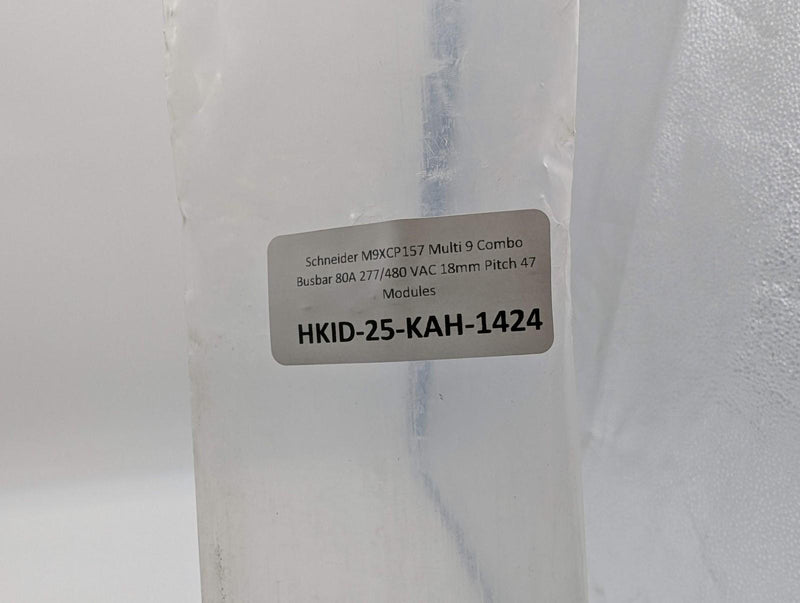 Schneider M9XCP157 Multi 9 Combo
Busbar 80A 277/480 VAC 18mm Pitch 47
Modules
HKID-25-KAH-1424